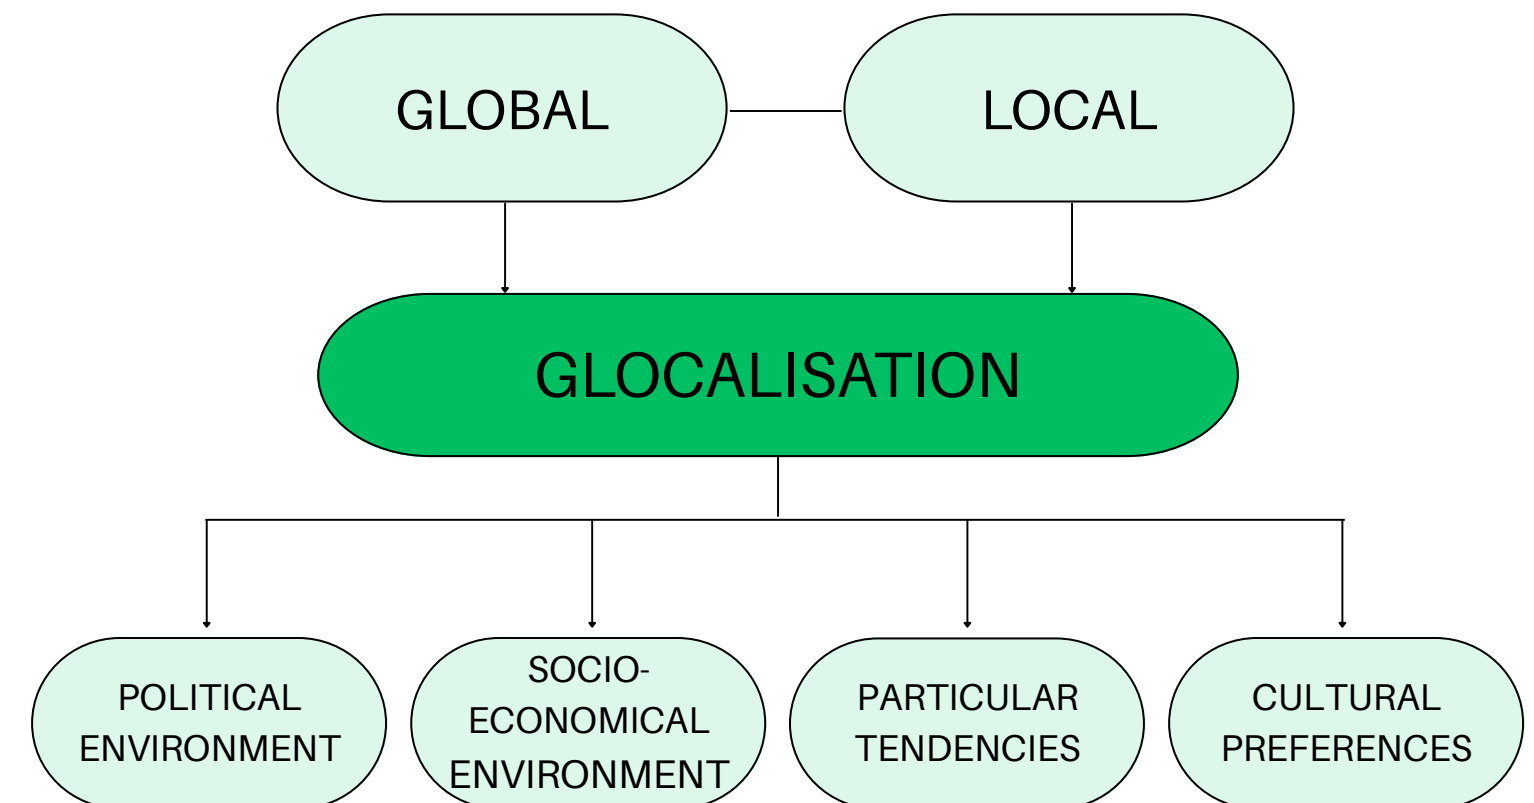 GLOBAL
LOCAL
GLOCALISATION
POLITICAL
ENVIRONMENT
SOCIO-
ECONOMICAL
ENVIRONMENT
PARTICULAR
TENDENCIES
CULTURAL
PREFERENCES